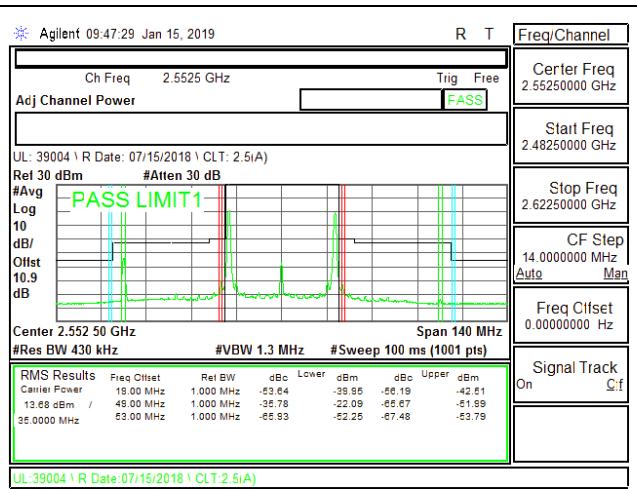 Agilent 09:47:29 Jan 15, 2019 R T
Ch Freq 2.5525 GHz Trig Free
Adj Channel Power PASS
UL: 39004 \ R Date: 07/15/2018 \ CLT: 2.5(A)
Ref 30 dBm #Atten 30 dB
#Avg
Log
10
dB/
Offst
10.9
dB
PASS LIMIT1
Center 2.552 50 GHz Span 140 MHz
#Res BW 430 kHz #VBW 1.3 MHz #Sweep 100 ms (1001 pts)
RMS Results Freq Offset Ref BW dBc Lower dBm dBc Upper dBm
Carrier Power 19.00 MHz 1.000 MHz -53.64 -39.95 -56.19 -42.51
13.68 dBm / 49.00 MHz 1.000 MHz -35.78 -22.09 -65.67 -51.99
35.0000 MHz 53.00 MHz 1.000 MHz -65.93 -52.25 -67.48 -53.79
UL:39004 \ R Date:07/15/2018 \ CLT:2.5(A)
Freq/Channel
Center Freq
2.55250000 GHz
Start Freq
2.48250000 GHz
Stop Freq
2.62250000 GHz
CF Step
14.0000000 MHz
Auto Man
Freq Offset
0.00000000 Hz
Signal Track
On Off